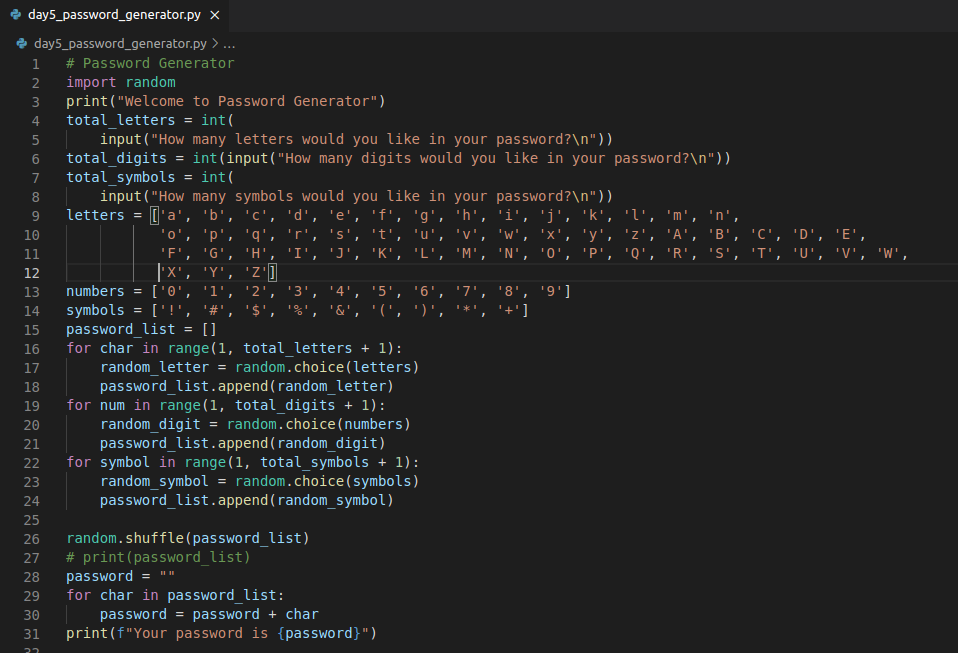 day5_password_generator.py ×
day5_password_generator.py > ...
1 # Password Generator
2 import random
3 print("Welcome to Password Generator")
4 total_letters = int(
5     input("How many letters would you like in your password?\n"))
6 total_digits = int(input("How many digits would you like in your password?\n"))
7 total_symbols = int(
8     input("How many symbols would you like in your password?\n"))
9 letters = ['a', 'b', 'c', 'd', 'e', 'f', 'g', 'h', 'i', 'j', 'k', 'l', 'm', 'n',
10            'o', 'p', 'q', 'r', 's', 't', 'u', 'v', 'w', 'x', 'y', 'z', 'A', 'B', 'C', 'D', 'E',
11            'F', 'G', 'H', 'I', 'J', 'K', 'L', 'M', 'N', 'O', 'P', 'Q', 'R', 'S', 'T', 'U', 'V', 'W',
12            'X', 'Y', 'Z']
13 numbers = ['0', '1', '2', '3', '4', '5', '6', '7', '8', '9']
14 symbols = ['!', '#', '$', '%', '&', '(', ')', '*', '+']
15 password_list = []
16 for char in range(1, total_letters + 1):
17     random_letter = random.choice(letters)
18     password_list.append(random_letter)
19 for num in range(1, total_digits + 1):
20     random_digit = random.choice(numbers)
21     password_list.append(random_digit)
22 for symbol in range(1, total_symbols + 1):
23     random_symbol = random.choice(symbols)
24     password_list.append(random_symbol)
25
26 random.shuffle(password_list)
27 # print(password_list)
28 password = ""
29 for char in password_list:
30     password = password + char
31 print(f"Your password is {password}")
32